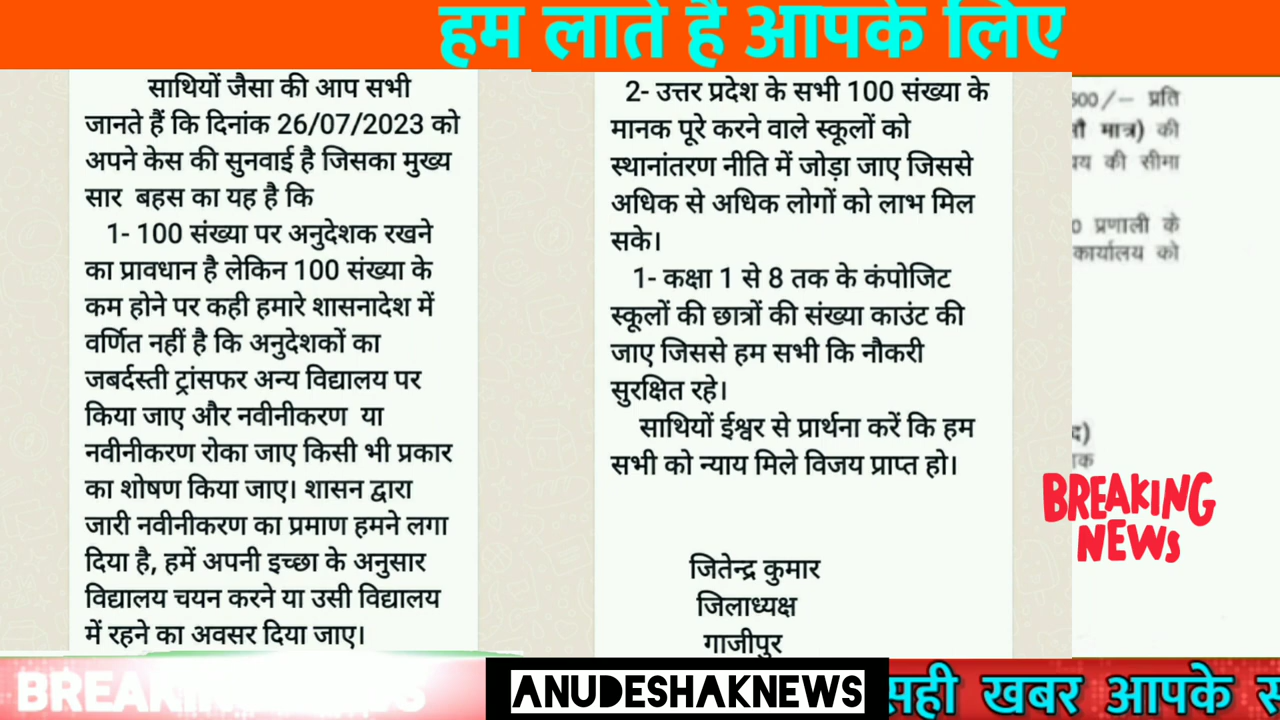 हम लाते है आपके लिए
साथियों जैसा की आप सभी
जानते हैं कि दिनांक 26/07/2023 को
अपने केस की सुनवाई है जिसका मुख्य
सार बहस का यह है कि
1- 100 संख्या पर अनुदेशक रखने
का प्रावधान है लेकिन 100 संख्या के
कम होने पर कही हमारे शासनादेश में
वर्णित नहीं है कि अनुदेशकों का
जबर्दस्ती ट्रांसफर अन्य विद्यालय पर
किया जाए और नवीनीकरण या
नवीनीकरण रोका जाए किसी भी प्रकार
का शोषण किया जाए। शासन द्वारा
जारी नवीनीकरण का प्रमाण हमने लगा
दिया है, हमें अपनी इच्छा के अनुसार
विद्यालय चयन करने या उसी विद्यालय
में रहने का अवसर दिया जाए।
2- उत्तर प्रदेश के सभी 100 संख्या के
मानक पूरे करने वाले स्कूलों को
स्थानांतरण नीति में जोड़ा जाए जिससे
अधिक से अधिक लोगों को लाभ मिल
सके।
1- कक्षा 1 से 8 तक के कंपोजिट
स्कूलों की छात्रों की संख्या काउंट की
जाए जिससे हम सभी कि नौकरी
सुरक्षित रहे।
साथियों ईश्वर से प्रार्थना करें कि हम
सभी को न्याय मिले विजय प्राप्त हो।
जितेन्द्र कुमार
जिलाध्यक्ष
गाजीपुर
प्रति
मात्र) की
की सीमा
प्रणाली के
कार्यालय को
BREAKING
NEWS
BREAKING NEWS
ANUDESHAKNEWS
सही खबर आपके